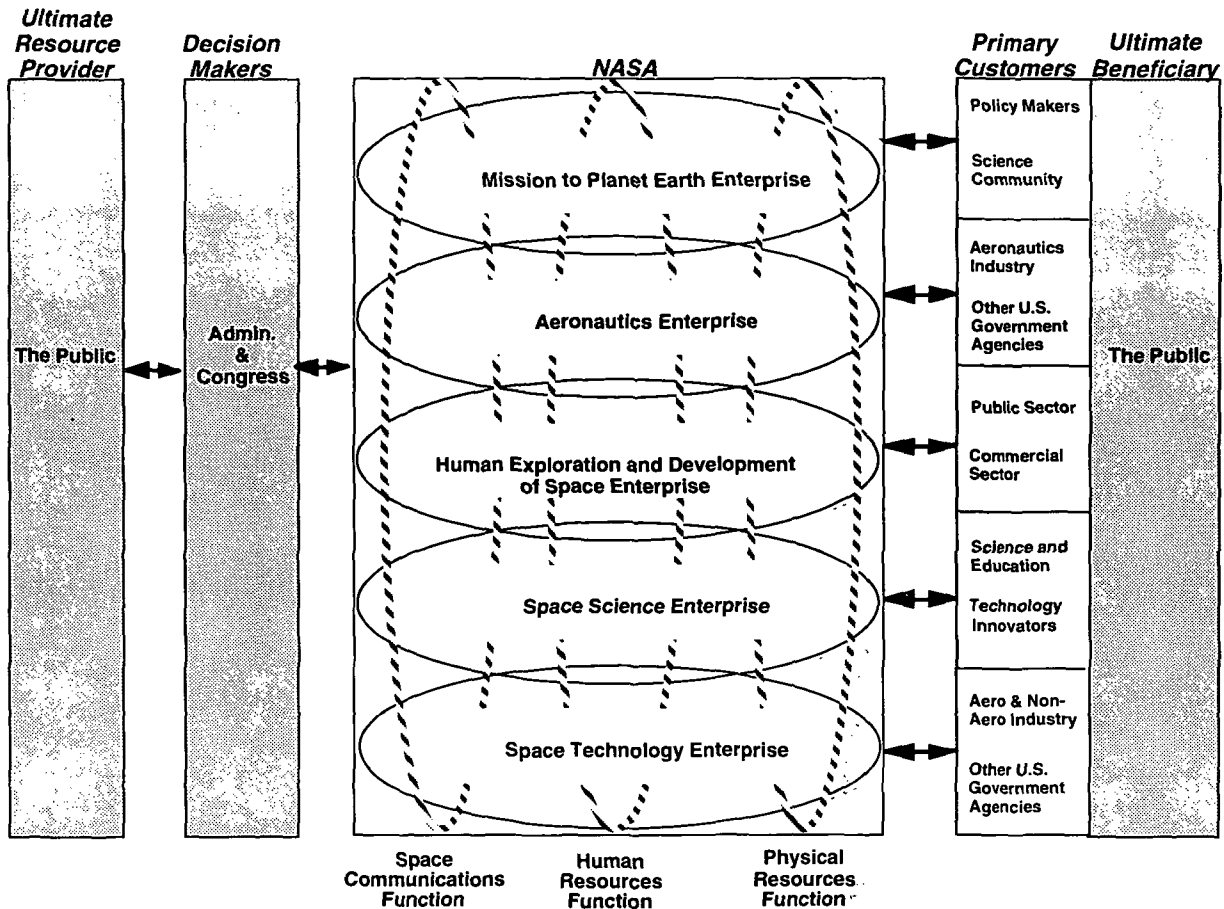 Ultimate
Resource
Provider
Decision
Makers
NASA
Primary
Customers
Ultimate
Beneficiary
The Public
Admin.
&
Congress
Mission to Planet Earth Enterprise
Aeronautics Enterprise
Human Exploration and Development
of Space Enterprise
Space Science Enterprise
Space Technology Enterprise
Policy Makers
Science
Community
Aeronautics
Industry
Other U.S.
Government
Agencies
Public Sector
Commercial
Sector
Science and
Education
Technology
Innovators
Aero & Non-
Aero Industry
Other U.S.
Government
Agencies
The Public
Space
Communications
Function
Human
Resources
Function
Physical
Resources
Function